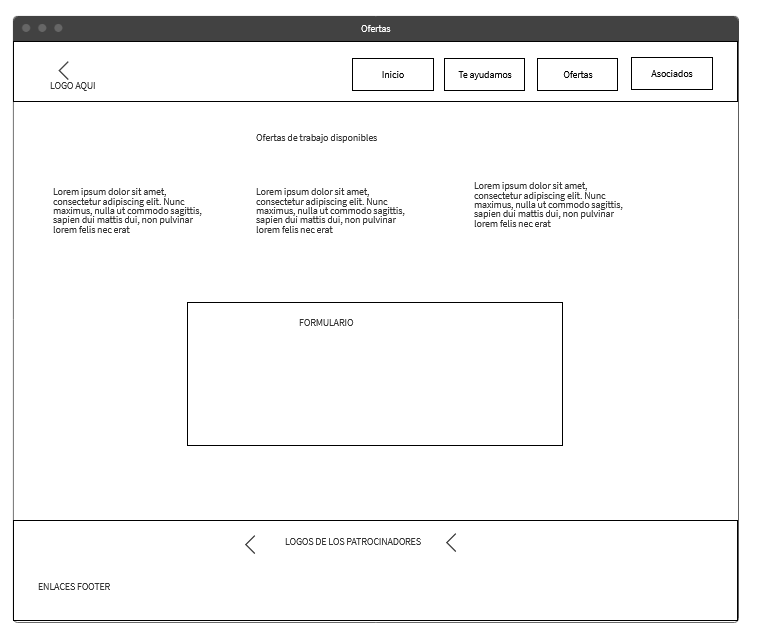 Ofertas
LOGO AQUI
Inicio
Te ayudamos
Ofertas
Asociados
Ofertas de trabajo disponibles
Lorem ipsum dolor sit amet,
consectetur adipiscing elit. Nunc
maximus, nulla ut commodo sagittis,
sapien dui mattis dui, non pulvinar
lorem felis nec erat
Lorem ipsum dolor sit amet,
consectetur adipiscing elit. Nunc
maximus, nulla ut commodo sagittis,
sapien dui mattis dui, non pulvinar
lorem felis nec erat
Lorem ipsum dolor sit amet,
consectetur adipiscing elit. Nunc
maximus, nulla ut commodo sagittis,
sapien dui mattis dui, non pulvinar
lorem felis nec erat
FORMULARIO
LOGOS DE LOS PATROCINADORES
ENLACES FOOTER